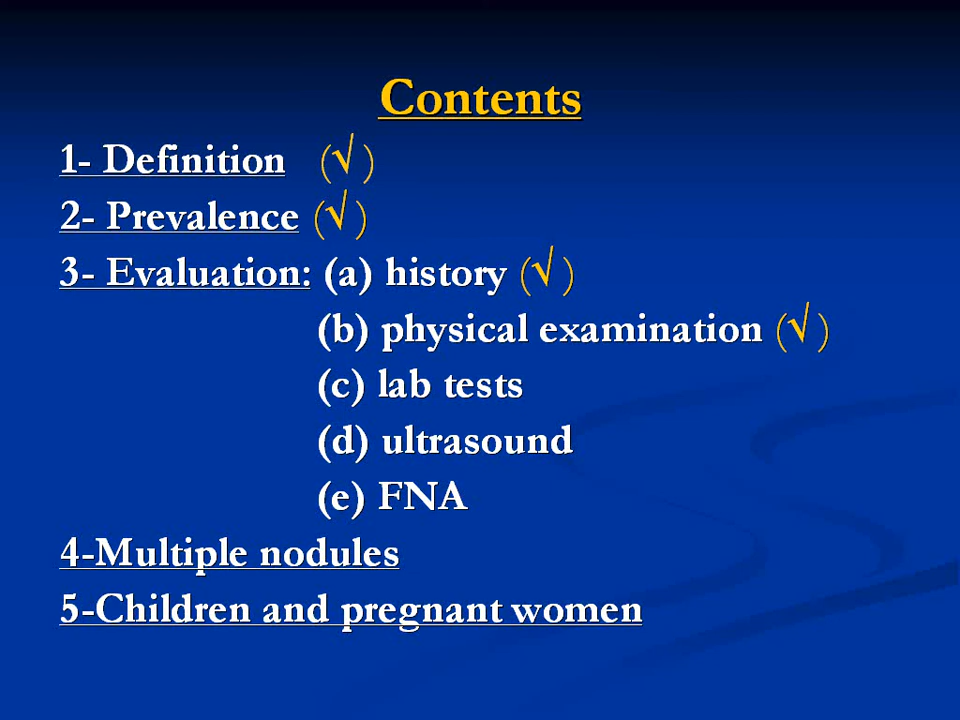 Contents
1- Definition (√)
2- Prevalence (√)
3- Evaluation: (a) history (√)
(b) physical examination (√)
(c) lab tests
(d) ultrasound
(e) FNA
4-Multiple nodules
5-Children and pregnant women